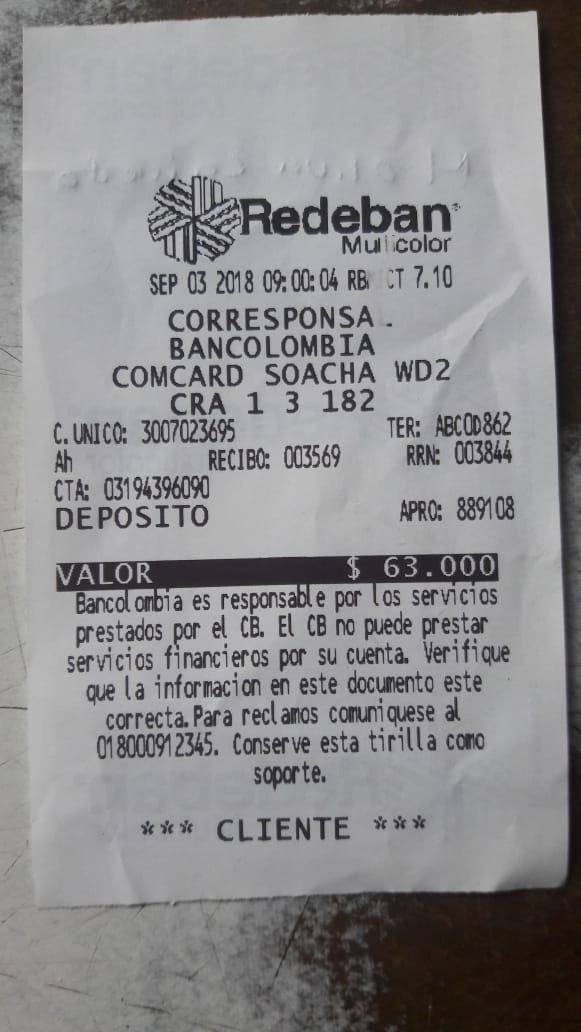 Redeban
Multicolor
SEP 03 2018 09:00:04 CT 7.10
CORRESPONSA
BANCOLOMBIA
COMCARD SOACHA WD2
CRA 1 3 182
C. UNICO: 3007023695 TER: ABCOD862
Ah RECIBO: 003569 RRN: 003844
CTA: 03194396090
DEPOSITO APRO: 889108
VALOR $ 63.000
Bancolombia es responsable por los servicios
prestados por el CB. El CB no puede prestar
servicios financieros por su cuenta. Verifique
que la informacion en este documento este
correcta.Para reclamos comuniquese al
018000912345. Conserve esta tirilla como
soporte.
*** CLIENTE ***